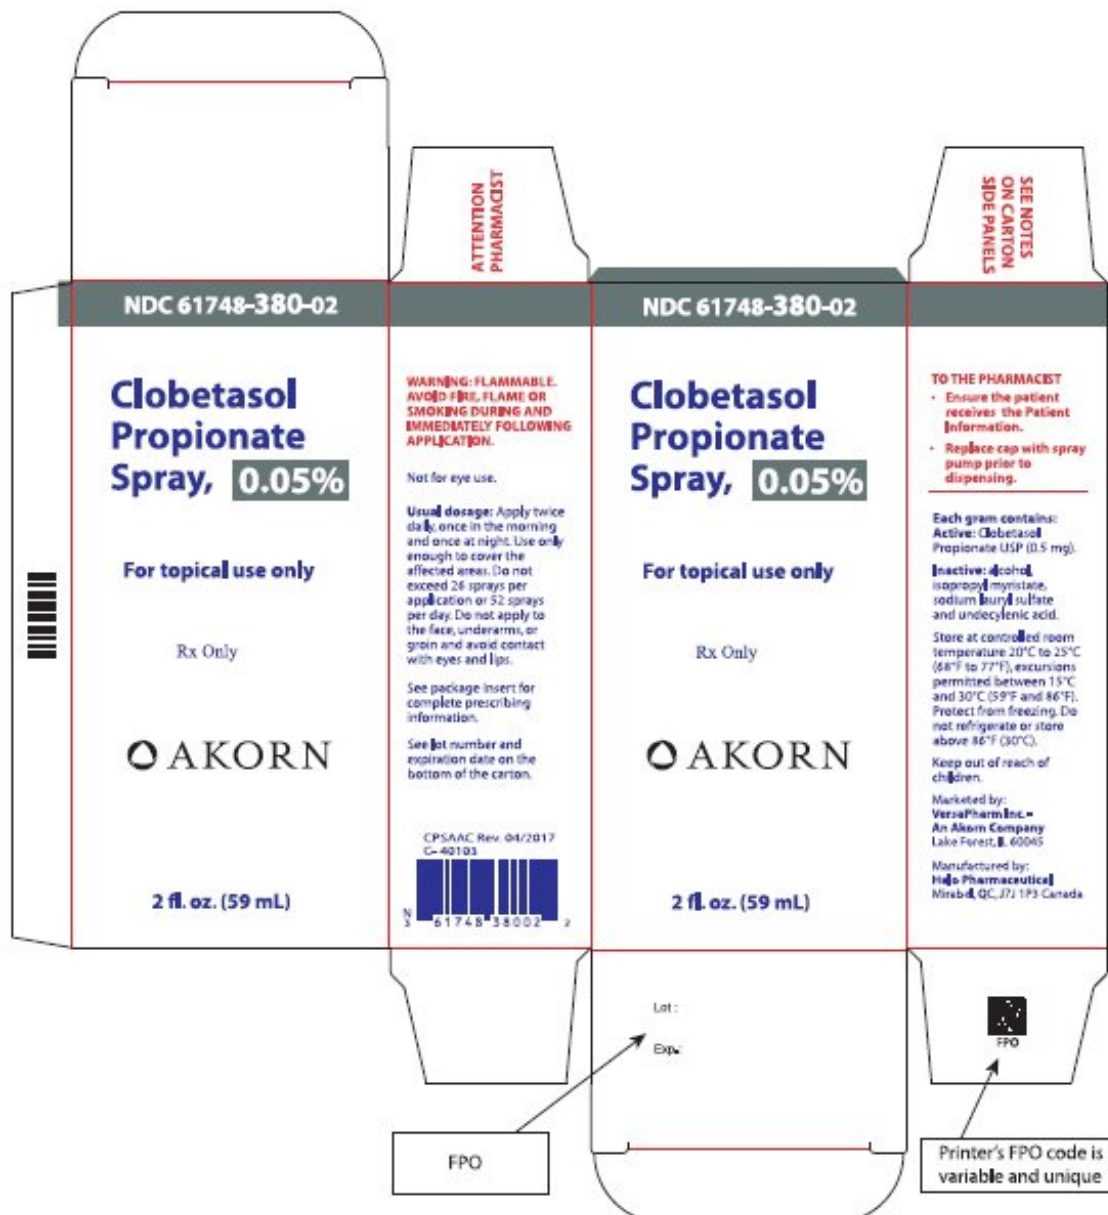 ATTENTION
PHARMACIST
SEE NOTES
ON CARTON
SIDE PANELS
NDC 61748-380-02
Clobetasol
Propionate
Spray, 0.05%
For topical use only
Rx Only
AKORN
2 fl. oz. (59 mL)
WARNING: FLAMMABLE.
AVOID FIRE, FLAME OR
SMOKING DURING AND
IMMEDIATELY FOLLOWING
APPLICATION.
Not for eye use.
Usual dosage: Apply twice
daily, once in the morning
and once at night. Use only
enough to cover the
affected areas. Do not
exceed 26 sprays per
application or 52 sprays
per day. Do not apply to
the face, underarms, or
groin and avoid contact
with eyes and lips.
See package insert for
complete prescribing
information.
See lot number and
expiration date on the
bottom of the carton.
CPSAAC Rev. 04/2017
C-40103
N
3 61748 38002 2
NDC 61748-380-02
Clobetasol
Propionate
Spray, 0.05%
For topical use only
Rx Only
AKORN
2 fl. oz. (59 mL)
TO THE PHARMACIST
• Ensure the patient
receives the Patient
Information.
• Replace cap with spray
pump prior to
dispensing.
Each gram contains:
Active: Clobetasol
Propionate USP (0.5 mg).
Inactive: alcohol,
isopropyl myristate,
sodium lauryl sulfate
and undecylenic acid.
Store at controlled room
temperature 20°C to 25°C
(68°F to 77°F), excursions
permitted between 15°C
and 30°C (59°F and 86°F).
Protect from freezing. Do
not refrigerate or store
above 86°F (30°C).
Keep out of reach of
children.
Marketed by:
VersaPharm Inc. –
An Akorn Company
Lake Forest, IL 60045
Manufactured by:
Halo Pharmaceutical
Mirabel, QC, J7J 1P3 Canada
Lot :
Exp.:
FPO
FPO
Printer's FPO code is
variable and unique